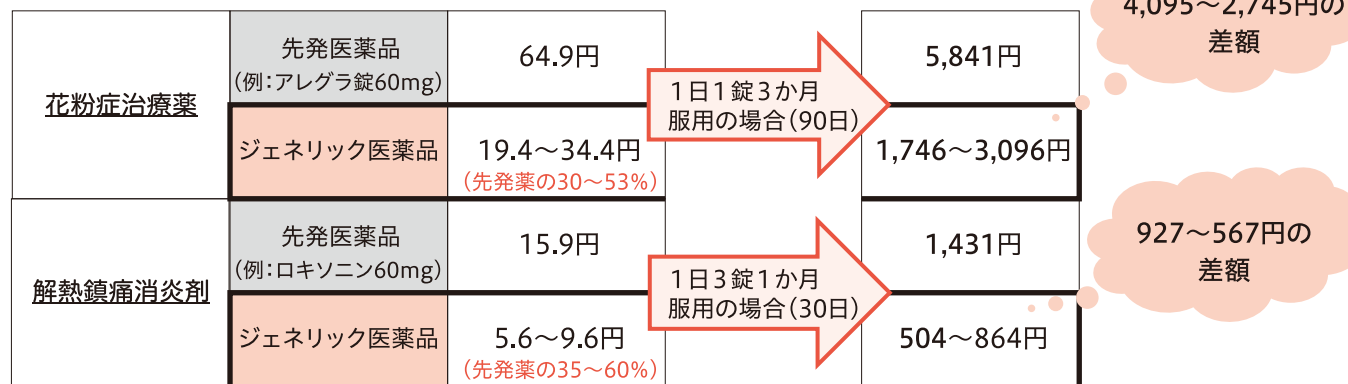 花粉症治療薬
先発医薬品
(例:アレグラ錠60mg)
64.9円
ジェネリック医薬品
19.4～34.4円
(先発薬の30～53%)
1日1錠3か月
服用の場合(90日)
5,841円
1,746～3,096円
4,095～2,745円の
差額
解熱鎮痛消炎剤
先発医薬品
(例:ロキソニン60mg)
15.9円
ジェネリック医薬品
5.6～9.6円
(先発薬の35～60%)
1日3錠1か月
服用の場合(30日)
1,431円
504～864円
927～567円の
差額